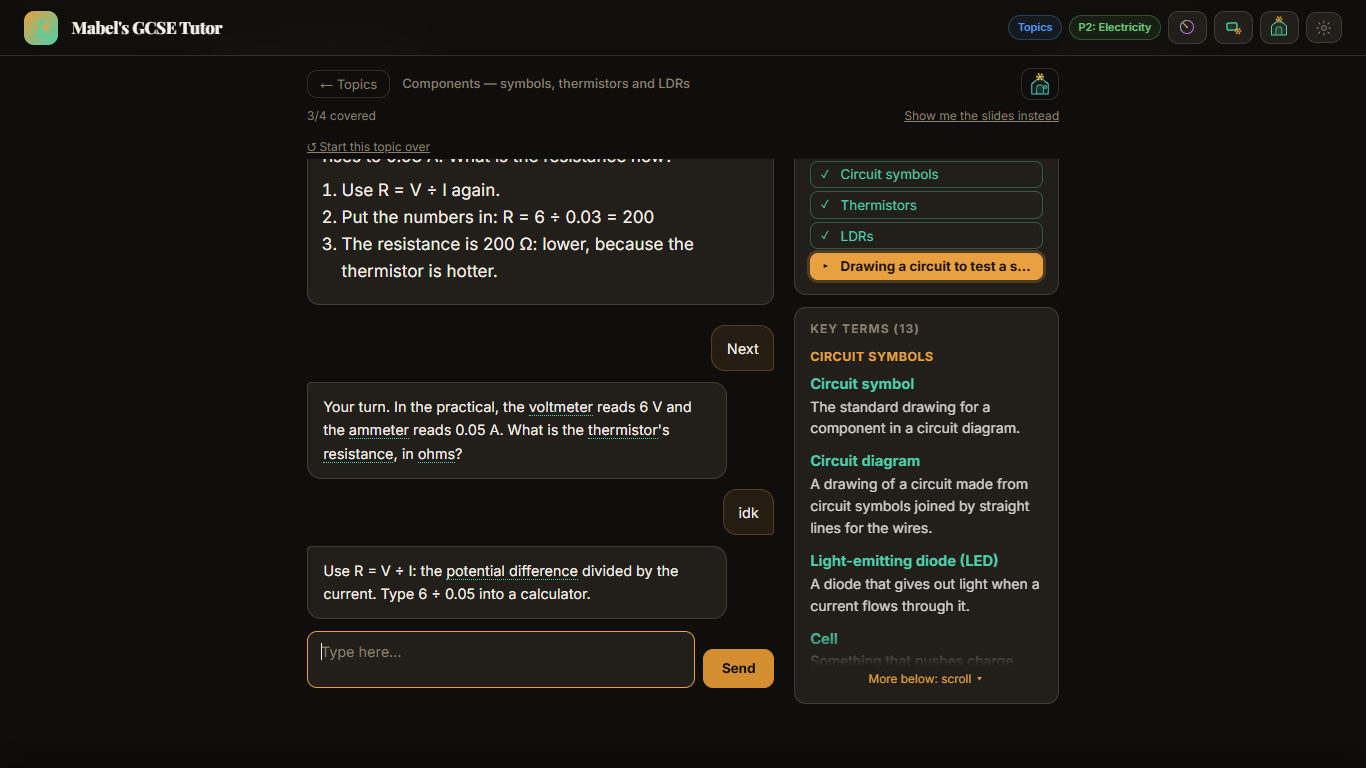 Mabel's GCSE Tutor
Topics
P2: Electricity
← Topics
Components — symbols, thermistors and LDRs
3/4 covered
Show me the slides instead
↺ Start this topic over
1. Use R = V ÷ I again.
2. Put the numbers in: R = 6 ÷ 0.03 = 200
3. The resistance is 200 Ω: lower, because the
thermistor is hotter.
Next
Your turn. In the practical, the voltmeter reads 6 V and
the ammeter reads 0.05 A. What is the thermistor's
resistance, in ohms?
idk
Use R = V ÷ I: the potential difference divided by the
current. Type 6 ÷ 0.05 into a calculator.
Type here...
Send
✓ Circuit symbols
✓ Thermistors
✓ LDRs
▸ Drawing a circuit to test a s...
KEY TERMS (13)
CIRCUIT SYMBOLS
Circuit symbol
The standard drawing for a
component in a circuit diagram.
Circuit diagram
A drawing of a circuit made from
circuit symbols joined by straight
lines for the wires.
Light-emitting diode (LED)
A diode that gives out light when a
current flows through it.
Cell
Something that pushes charge
More below: scroll ▾